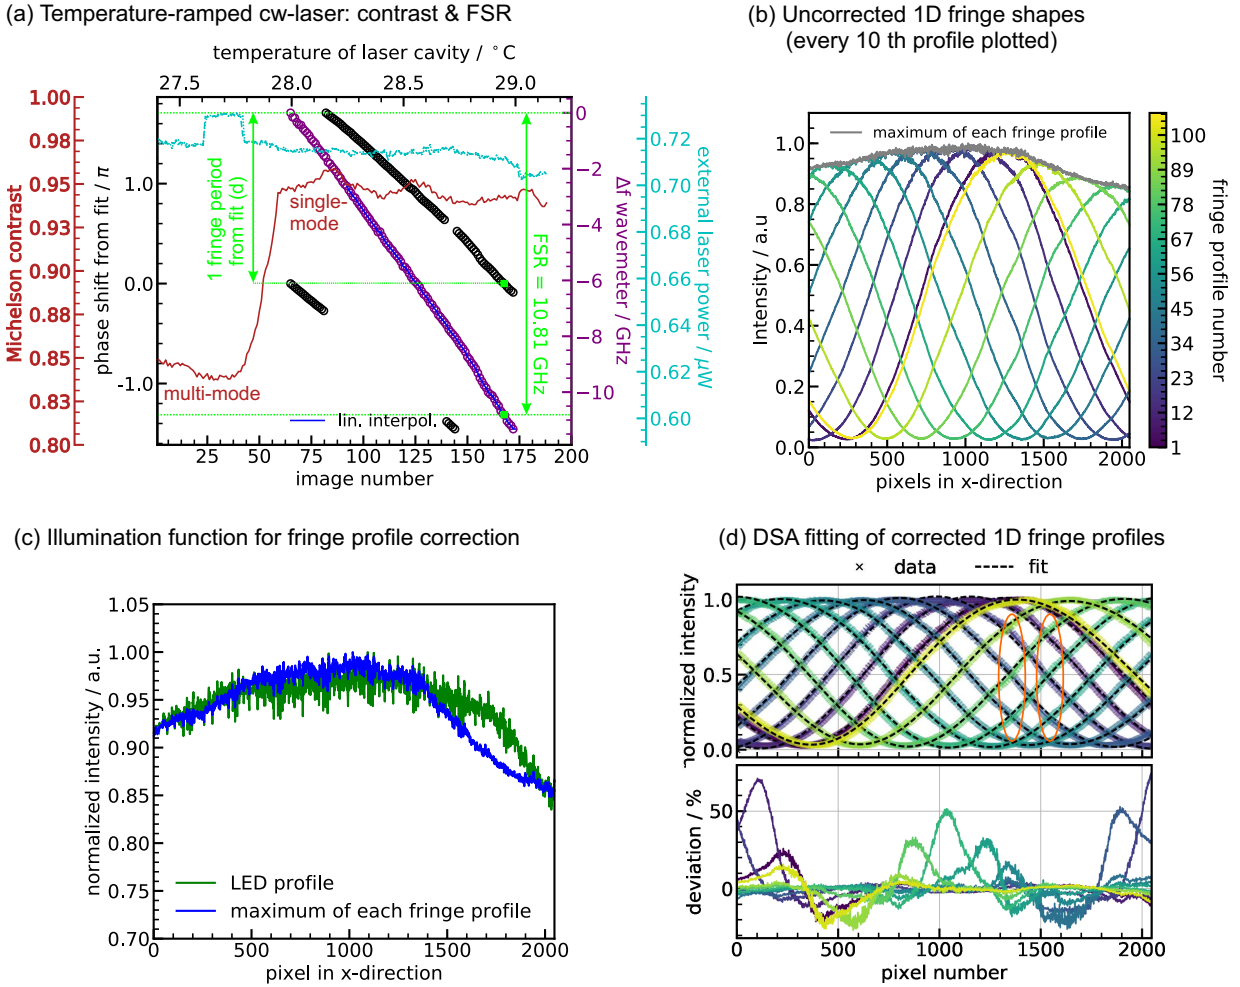 (a) Temperature-ramped cw-laser: contrast & FSR
temperature of laser cavity / °C
27.5 28.0 28.5 29.0
1.00
0.98
0.95
0.93
0.90
0.89
0.85
0.83
0.80
Michelson contrast
phase shift from fit / π
1.0
0.0
-1.0
1 fringe period
from fit (d)
single-
mode
multi-mode
FSR = 10.81 GHz
lin. interpol.
0
−2
−4
−6
−8
−10
Δf wavemeter / GHz
0.72
0.70
0.68
0.66
0.64
0.62
0.60
external laser power / μW
25 50 75 100 125 150 175 200
image number
(b) Uncorrected 1D fringe shapes
(every 10 th profile plotted)
maximum of each fringe profile
1.0
0.8
0.6
0.4
0.2
0.0
Intensity / a.u
0 500 1000 1500 2000
pixels in x-direction
100
89
78
67
56
45
34
23
12
1
fringe profile number
(c) Illumination function for fringe profile correction
1.05
1.00
0.95
0.90
0.85
0.80
0.75
0.70
normalized intensity / a.u.
LED profile
maximum of each fringe profile
0 500 1000 1500 2000
pixel in x-direction
(d) DSA fitting of corrected 1D fringe profiles
data fit
1.0
0.5
0.0
normalized intensity
50
0
deviation / %
0 500 1000 1500 2000
pixel number